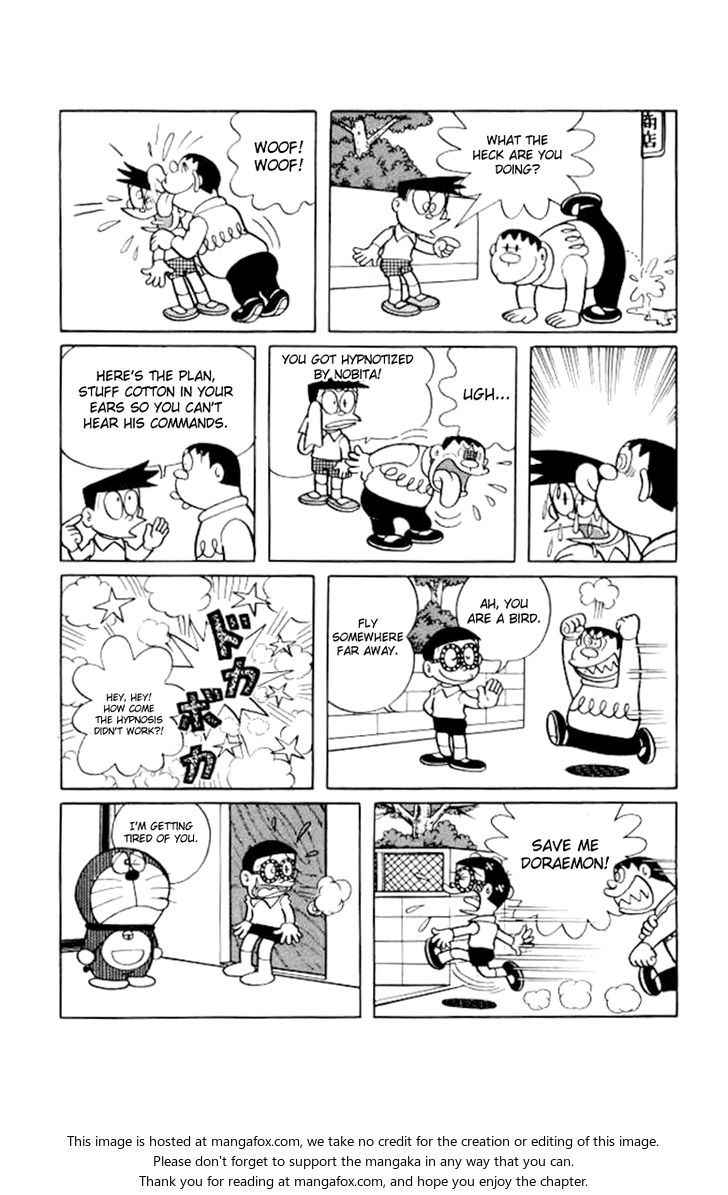 WHAT THE
HECK ARE YOU
DOING?
商店
WOOF!
WOOF!
UGH...
YOU GOT HYPNOTIZED
BY NOBITA!
HERE'S THE PLAN,
STUFF COTTON IN YOUR
EARS SO YOU CAN'T
HEAR HIS COMMANDS.
AH, YOU
ARE A BIRD.
FLY
SOMEWHERE
FAR AWAY.
ドカ
ボカ
HEY, HEY!
HOW COME
THE HYPNOSIS
DIDN'T WORK?!
SAVE ME
DORAEMON!
I'M GETTING
TIRED OF YOU.
This image is hosted at mangafox.com, we take no credit for the creation or editing of this image.
Please don't forget to support the mangaka in any way that you can.
Thank you for reading at mangafox.com, and hope you enjoy the chapter.